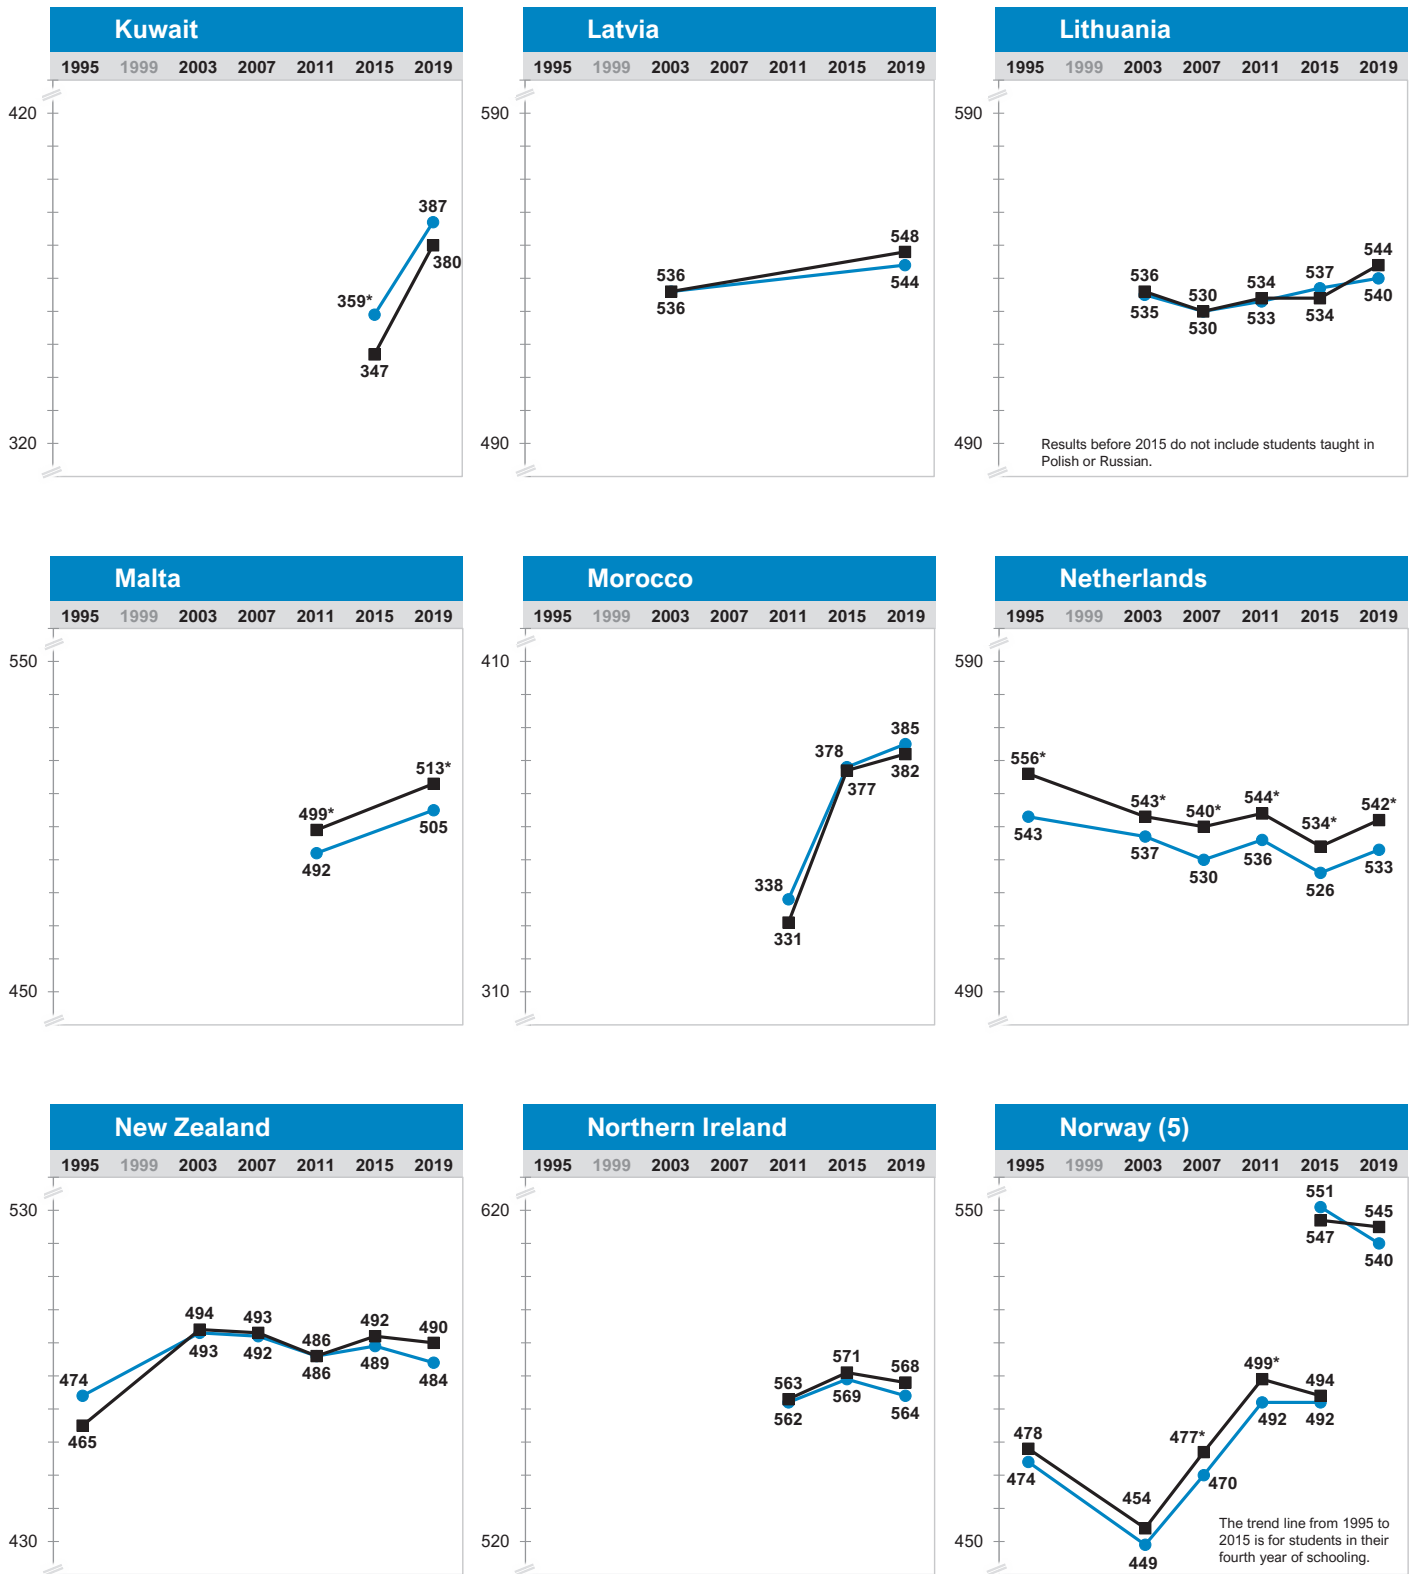 Kuwait
1995 1999 2003 2007 2011 2015 2019
420
387
359*
380
347
320
Latvia
1995 1999 2003 2007 2011 2015 2019
590
548
536
544
536
490
Lithuania
1995 1999 2003 2007 2011 2015 2019
590
536 530 534 537 544
535 530 533 534 540
490
Results before 2015 do not include students taught in
Polish or Russian.
Malta
1995 1999 2003 2007 2011 2015 2019
550
513*
499*
505
492
450
Morocco
1995 1999 2003 2007 2011 2015 2019
410
385
378
382
377
338
331
310
Netherlands
1995 1999 2003 2007 2011 2015 2019
590
556* 543* 540* 544* 534* 542*
543 537 530 536 526 533
490
New Zealand
1995 1999 2003 2007 2011 2015 2019
530
474 494 493 486 492 490
465 493 492 486 489 484
430
Northern Ireland
1995 1999 2003 2007 2011 2015 2019
620
563 571 568
562 569 564
520
Norway (5)
1995 1999 2003 2007 2011 2015 2019
551 545
550
547 540
478 454 477* 499* 494
474 449 470 492 492
450
The trend line from 1995 to
2015 is for students in their
fourth year of schooling.